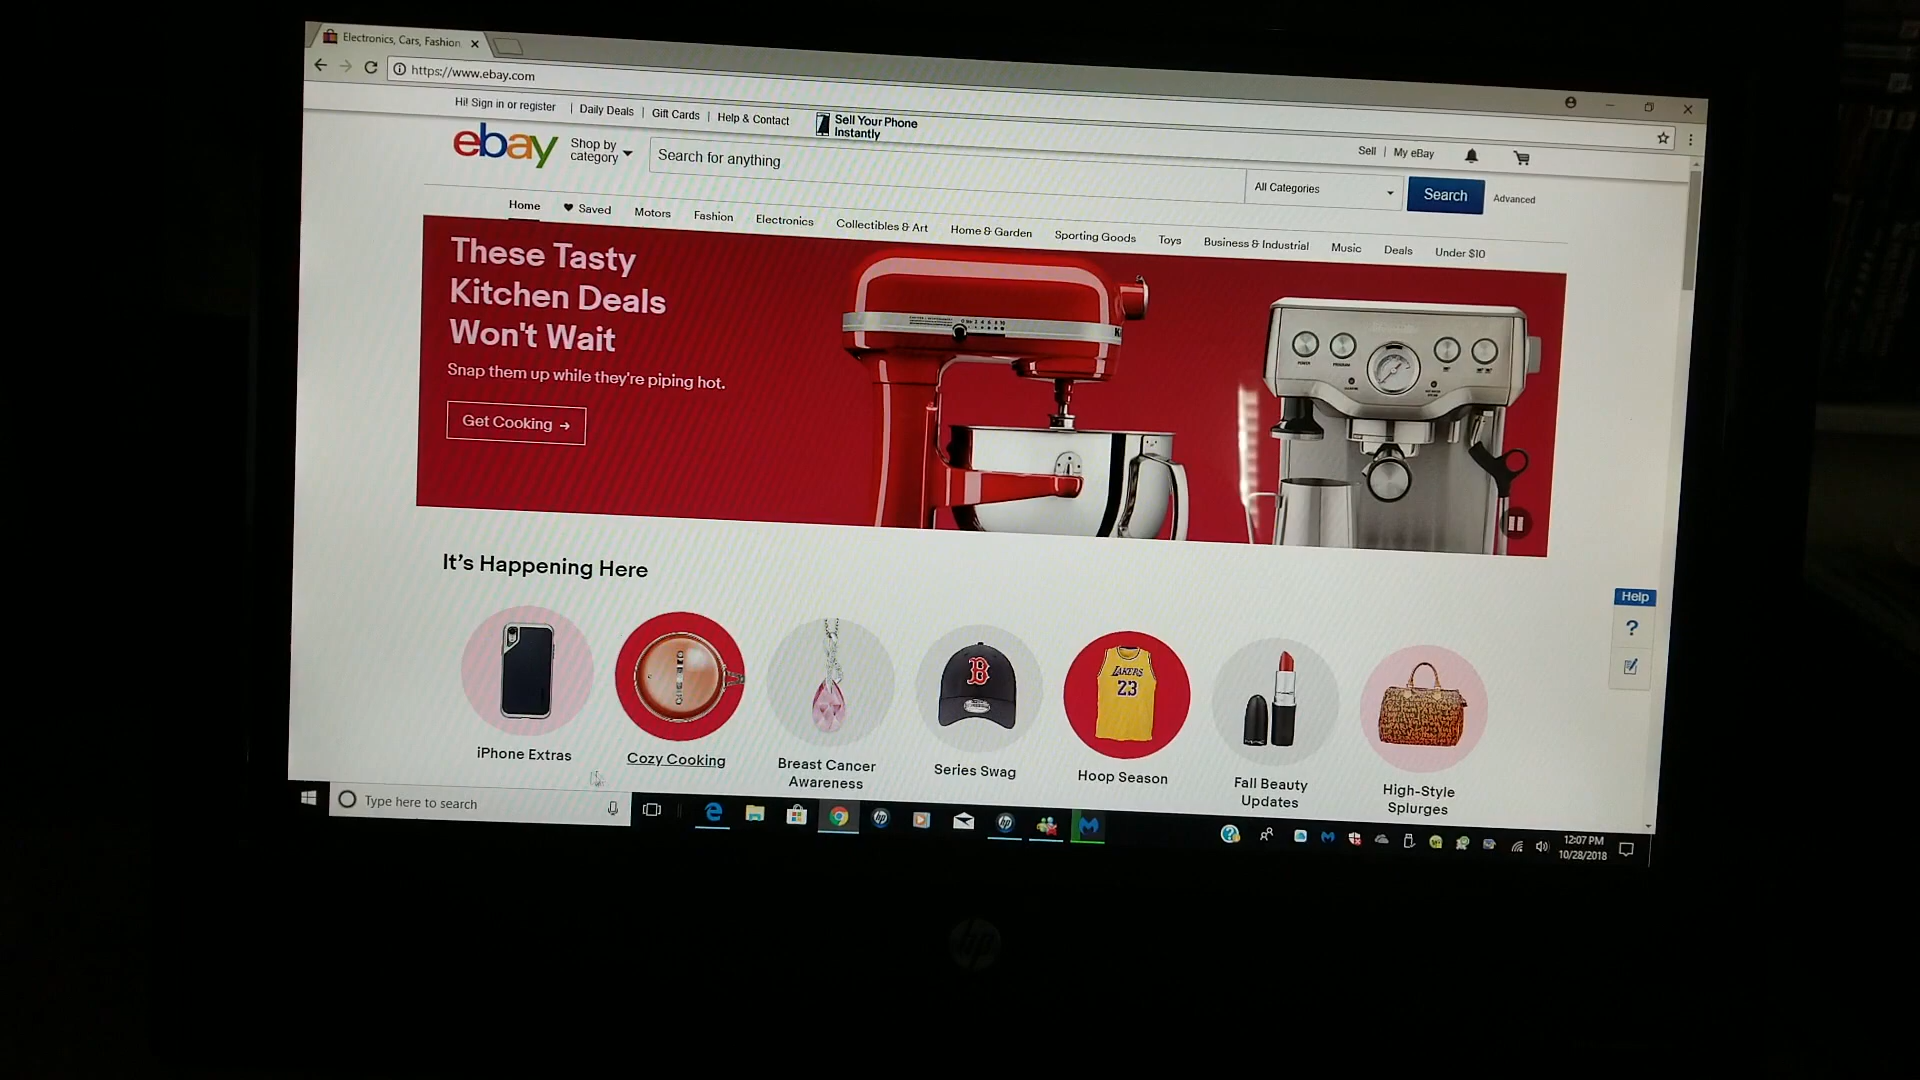 Electronics, Cars, Fashion
https://www.ebay.com
Hi! Sign in or register | Daily Deals | Gift Cards | Help & Contact
Sell Your Phone
Instantly
Sell | My eBay
ebay
Shop by
category
Search for anything
All Categories
Search
Advanced
Home
Saved
Motors
Fashion
Electronics
Collectibles & Art
Home & Garden
Sporting Goods
Toys
Business & Industrial
Music
Deals
Under $10
These Tasty
Kitchen Deals
Won't Wait
Snap them up while they're piping hot.
Get Cooking →
It's Happening Here
Help
?
B
LAKERS
23
iPhone Extras
Cozy Cooking
Breast Cancer
Awareness
Series Swag
Hoop Season
Fall Beauty
Updates
High-Style
Splurges
Type here to search
12:07 PM
10/28/2018
hp